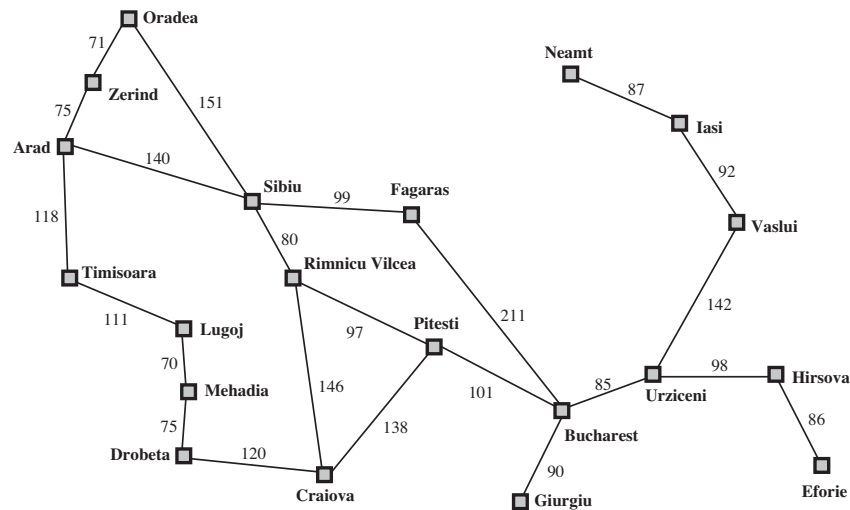 Oradea
Neamt
71
87
Zerind
151
75
Iasi
Arad
140
92
Sibiu
Fagaras
99
118
Vaslui
80
Timisoara
Rimnicu Vilcea
142
111
211
Lugoj
97
Pitesti
70
98
Hirsova
Mehadia
146
101
85
Urziceni
75
138
86
Bucharest
Drobeta
120
90
Craiova
Eforie
Giurgiu